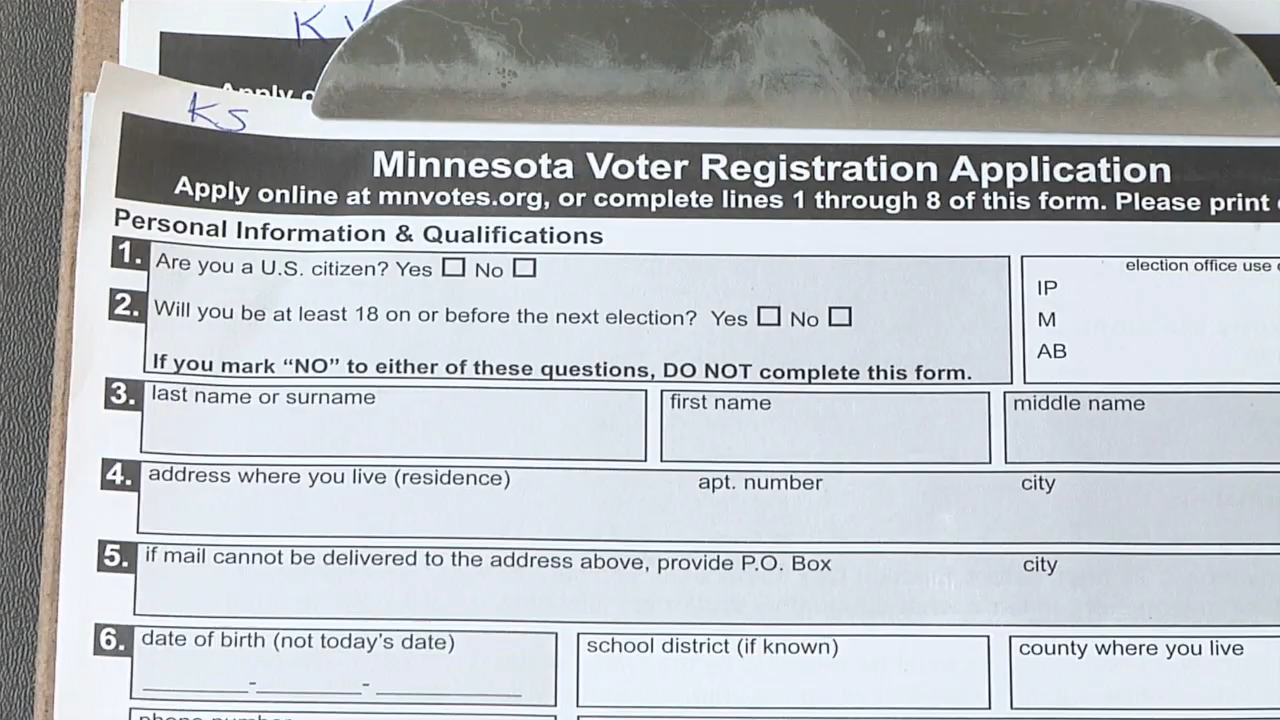 K
Apply
KS
Minnesota Voter Registration Application
Apply online at mnvotes.org, or complete lines 1 through 8 of this form. Please print
Personal Information & Qualifications
1. Are you a U.S. citizen? Yes No
election office use
2. Will you be at least 18 on or before the next election? Yes No
IP
M
AB
If you mark “NO” to either of these questions, DO NOT complete this form.
3. last name or surname first name middle name
4. address where you live (residence) apt. number city
5. if mail cannot be delivered to the address above, provide P.O. Box city
6. date of birth (not today's date) school district (if known) county where you live
phone number